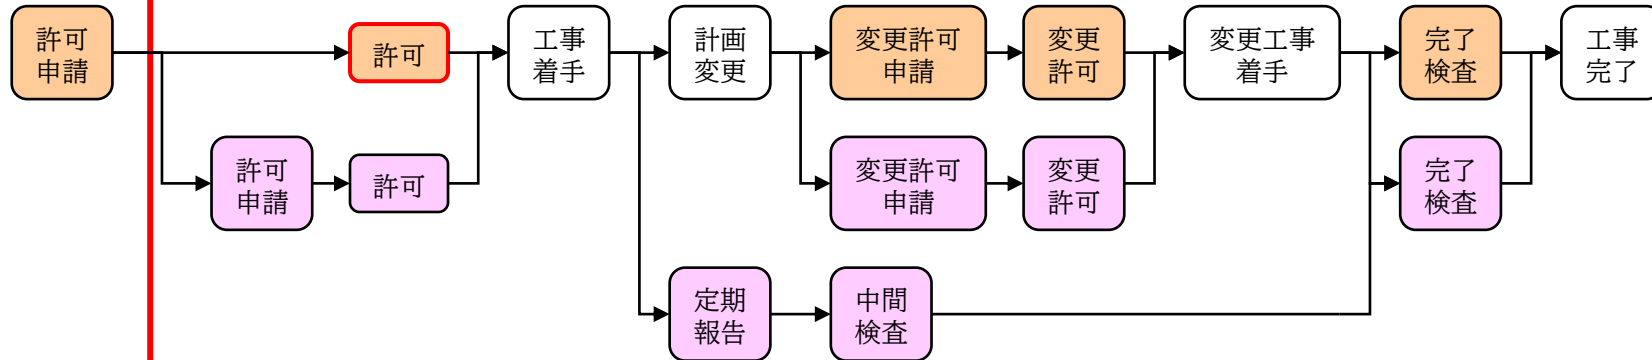 許可
申請
許可
工事
着手
計画
変更
変更許可
申請
変更
許可
変更工事
着手
完了
検査
工事
完了
許可
申請
許可
変更許可
申請
変更
許可
完了
検査
定期
報告
中間
検査